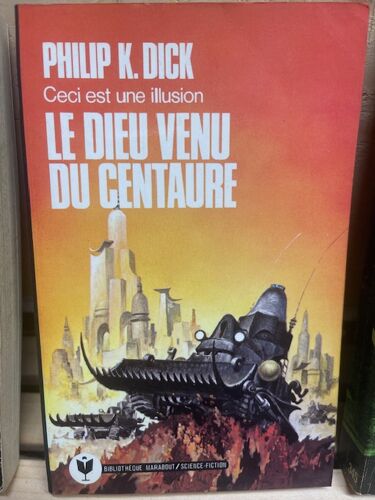 PHILIP K. DICK
Ceci est une illusion
LE DIEU VENU
DU CENTAURE
BIBLIOTHÈQUE MARABOUT/SCIENCE-FICTION